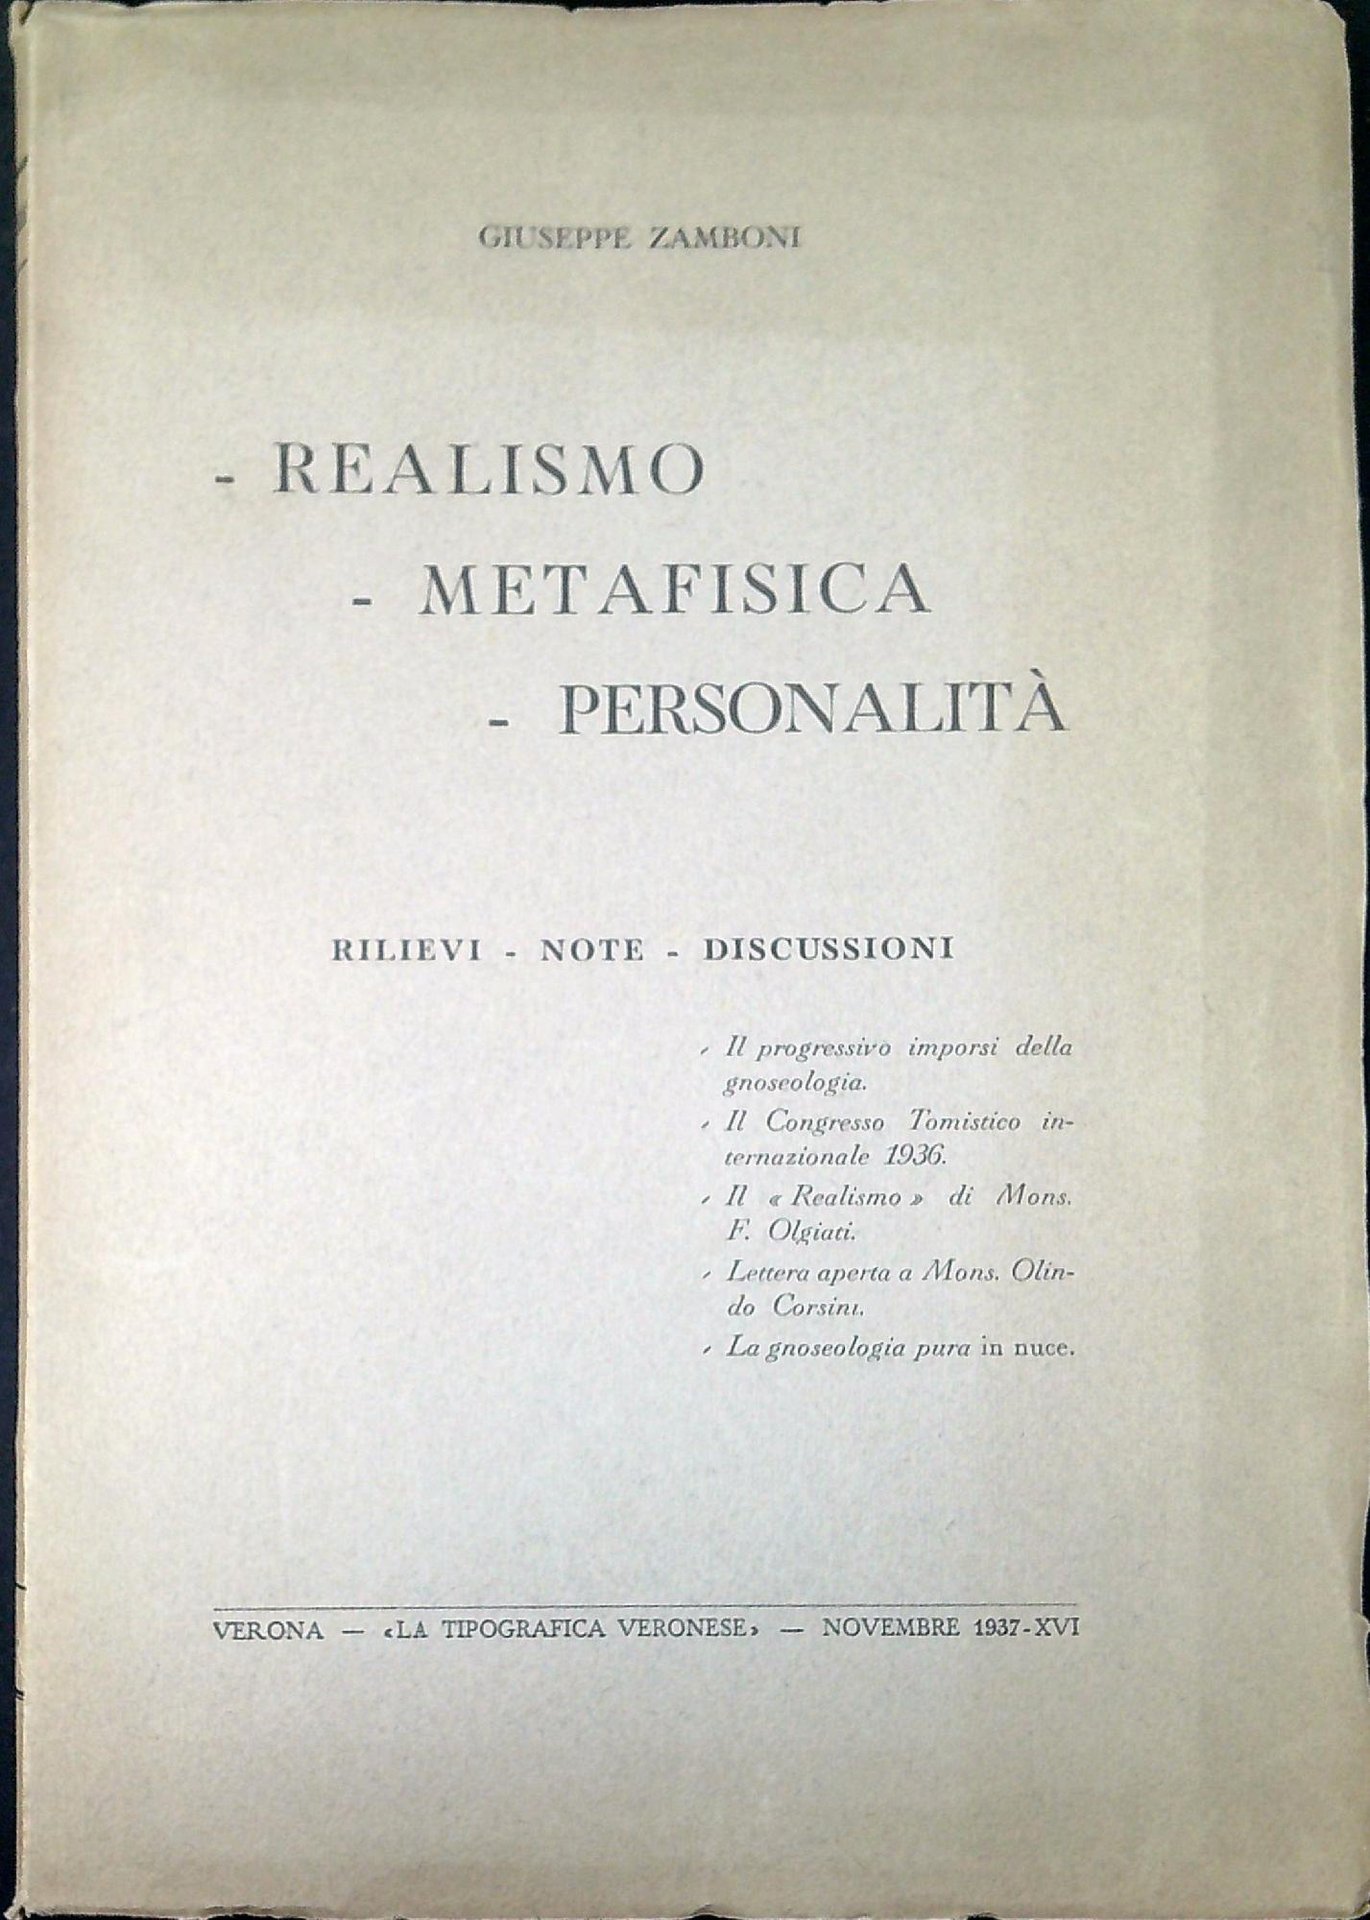 GIUSEPPE ZAMBONI
- REALISMO
- METAFISICA
- PERSONALITÀ
RILIEVI - NOTE - DISCUSSIONI
- Il progressivo imporsi della
gnoseologia.
- Il Congresso Tomistico in-
ternazionale 1936.
- Il « Realismo » di Mons.
F. Olgiati.
- Lettera aperta a Mons. Olin-
do Corsini.
- La gnoseologia pura in nuce.
VERONA — «LA TIPOGRAFICA VERONESE» — NOVEMBRE 1937-XVI